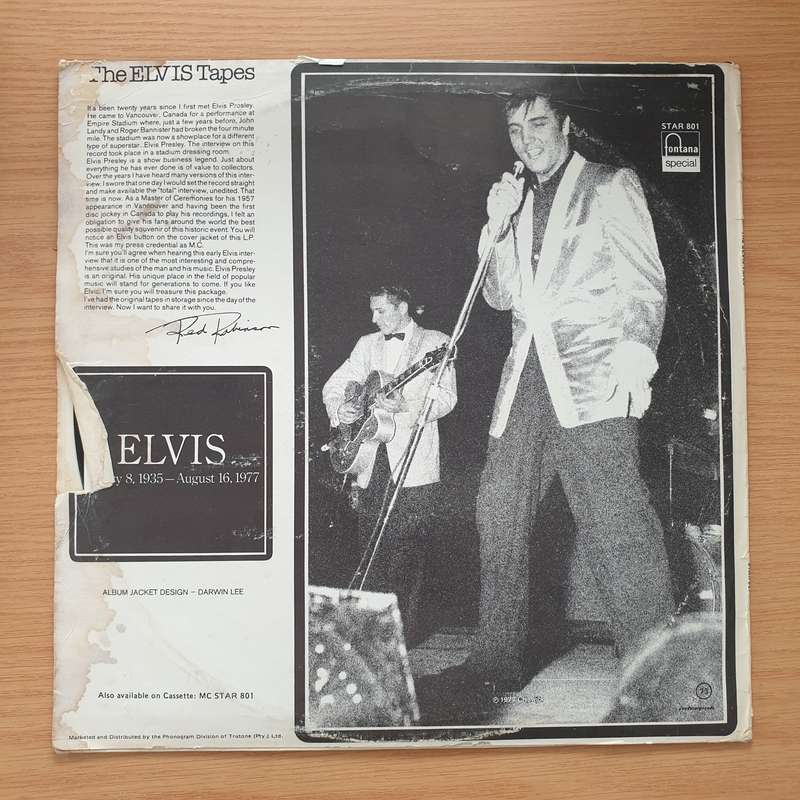 The ELVIS Tapes
It's been twenty years since I first met Elvis Presley.
He came to Vancouver, Canada for a performance at
Empire Stadium where, just a few years before, John
Landy and Roger Bannister had broken the four minute
mile. The stadium was now a showplace for a different
type of superstar..Elvis Presley. The interview on this
record took place in a stadium dressing room.
Elvis Presley is a show business legend. Just about
everything he has ever done is of value to collectors.
Over the years I have heard many versions of this inter-
view. I swore that one day I would set the record straight
and make available the "total" interview, unedited. That
time is now. As a Master of Ceremonies for his 1957
appearance in Vancouver and having been the first
disc jockey in Canada to play his recordings, I felt an
obligation to give his fans around the world the best
possible quality souvenir of this historic event. You will
notice an Elvis button on the cover jacket of this L.P.
This was my press credential as M.C.
I'm sure you'll agree when hearing this early Elvis inter-
view that it is one of the most interesting and compre-
hensive studies of the man and his music. Elvis Presley
is an original. His unique place in the field of popular
music will stand for generations to come. If you like
Elvis, I'm sure you will treasure this package.
I've had the original tapes in storage since the day of the
interview. Now I want to share it with you.
Red Robinson
ELVIS
y 8, 1935—August 16, 1977
ALBUM JACKET DESIGN – DARWIN LEE
Also available on Cassette: MC STAR 801
Marketed and Distributed by the Phonogram Division of Trutone (Pty.) Ltd.
STAR 801
fontana
special
℗ 1977